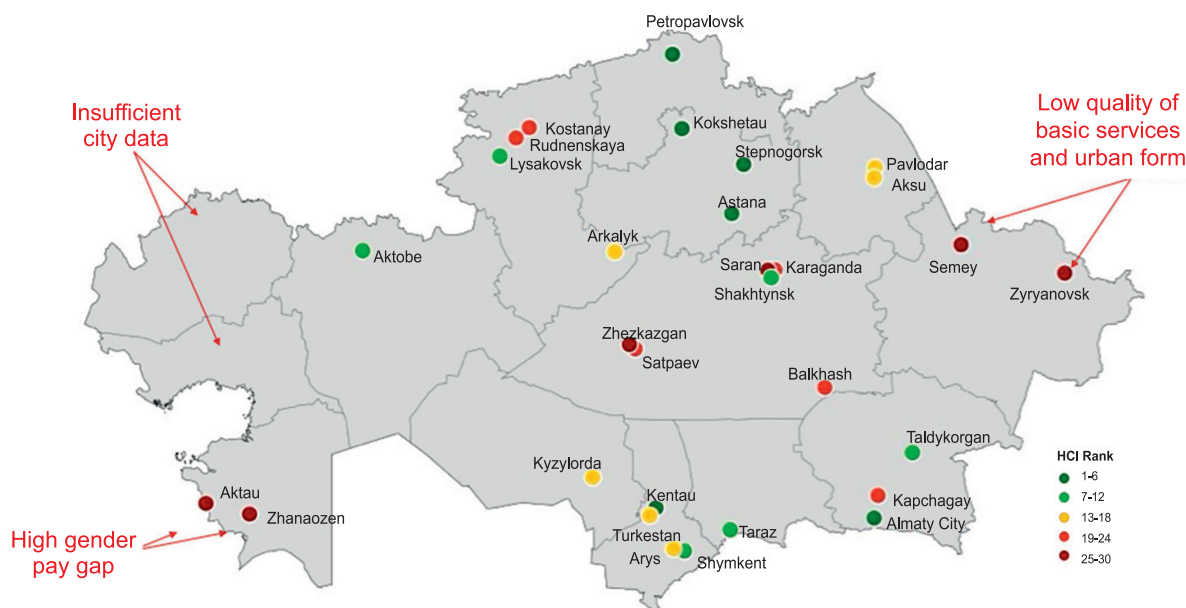 Petropavlovsk
Insufficient
city data
Low quality of
basic services
and urban form
Kostanay
Rudnenskaya
Lysakovsk
Kokshetau
Stepnogorsk
Astana
Pavlodar
Aksu
Aktobe
Arkalyk
Saran
Karaganda
Shakhtynsk
Semey
Zyryanovsk
Zhezkazgan
Satpaev
Balkhash
Taldykorgan
Kyzylorda
Kentau
Kapchagay
Almaty City
Aktau
Zhanaozen
Turkestan
Taraz
Arys
Shymkent
High gender
pay gap
HCI Rank
1-6
7-12
13-18
19-24
25-30